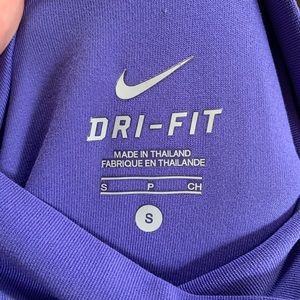 DRI-FIT
MADE IN THAILAND
FABRIQUE EN THAILANDE
S P CH
S